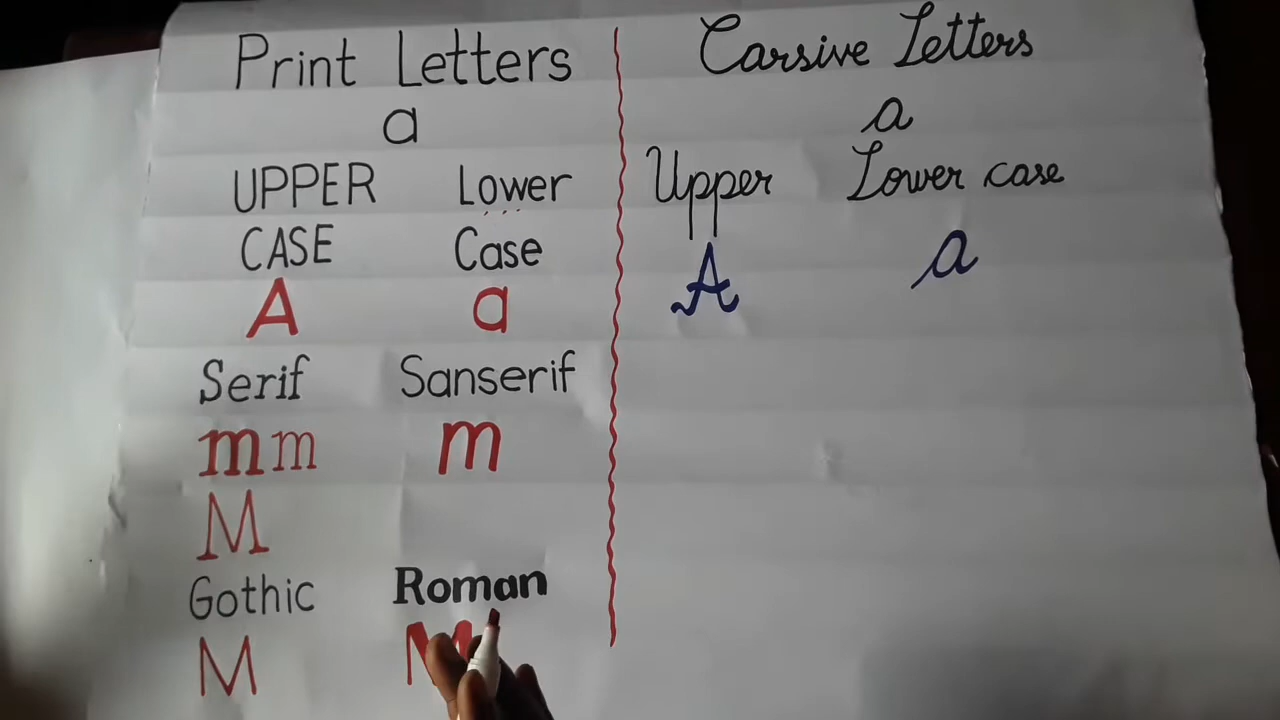 Print Letters
a
UPPER Lower
CASE Case
A a
Serif Sanserif
m m m
M
Gothic Roman
M M
Carsive Letters
a
Upper Lower case
A a